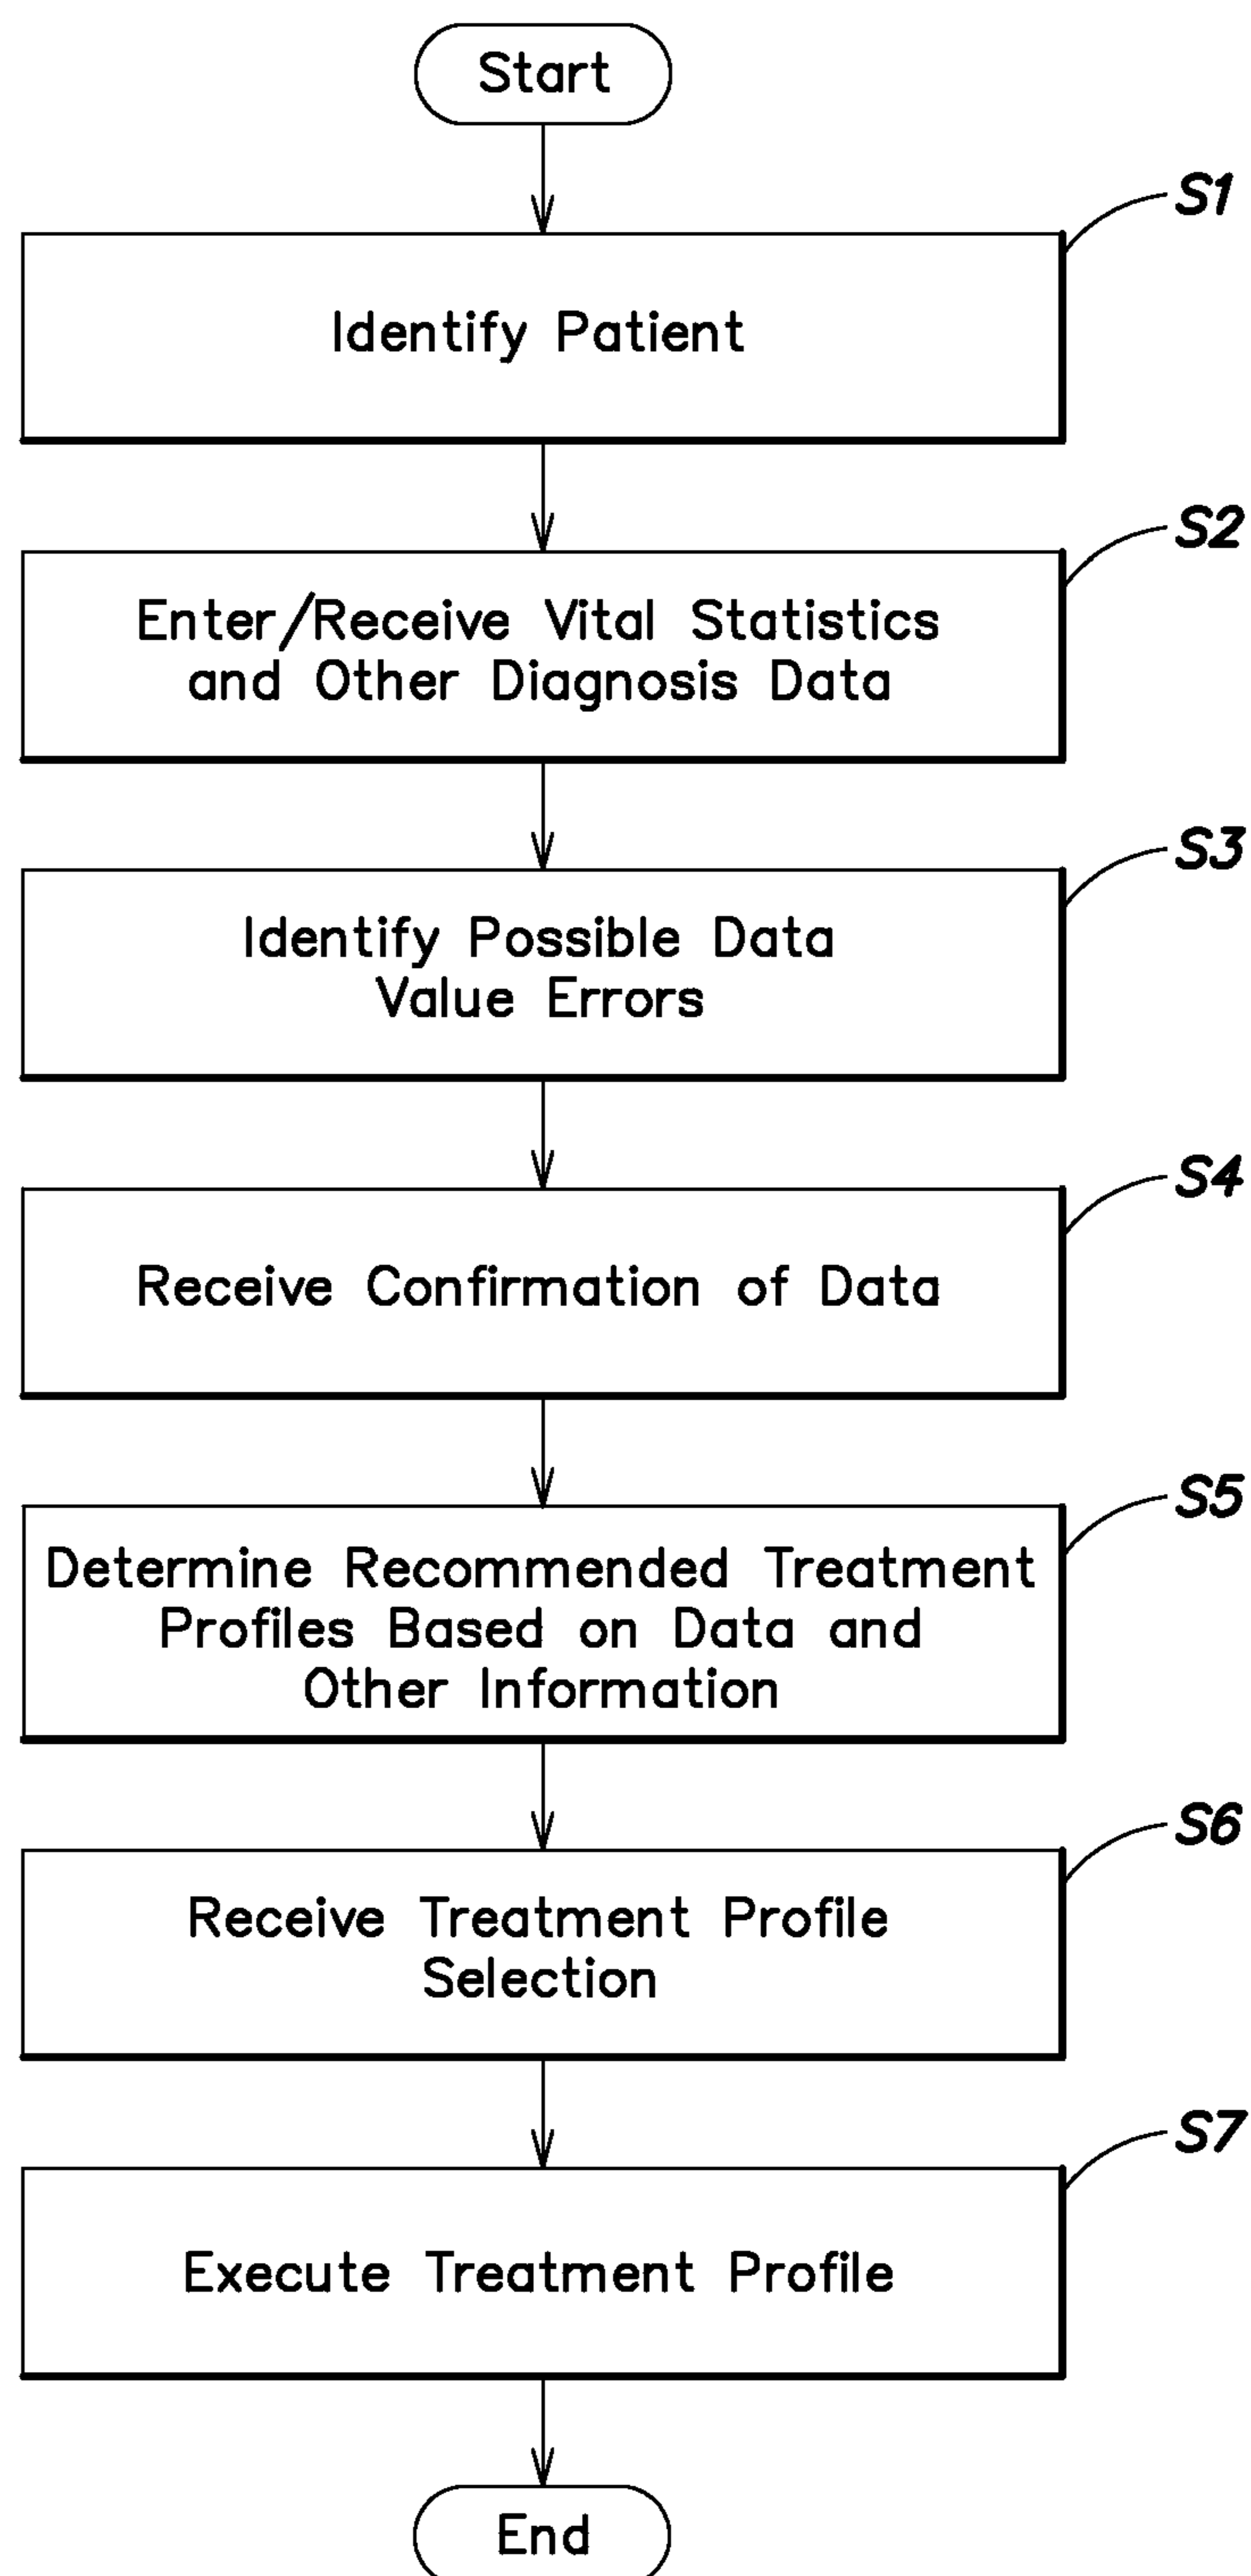 Start
S1
Identify Patient
S2
Enter/Receive Vital Statistics
and Other Diagnosis Data
S3
Identify Possible Data
Value Errors
S4
Receive Confirmation of Data
S5
Determine Recommended Treatment
Profiles Based on Data and
Other Information
S6
Receive Treatment Profile
Selection
S7
Execute Treatment Profile
End